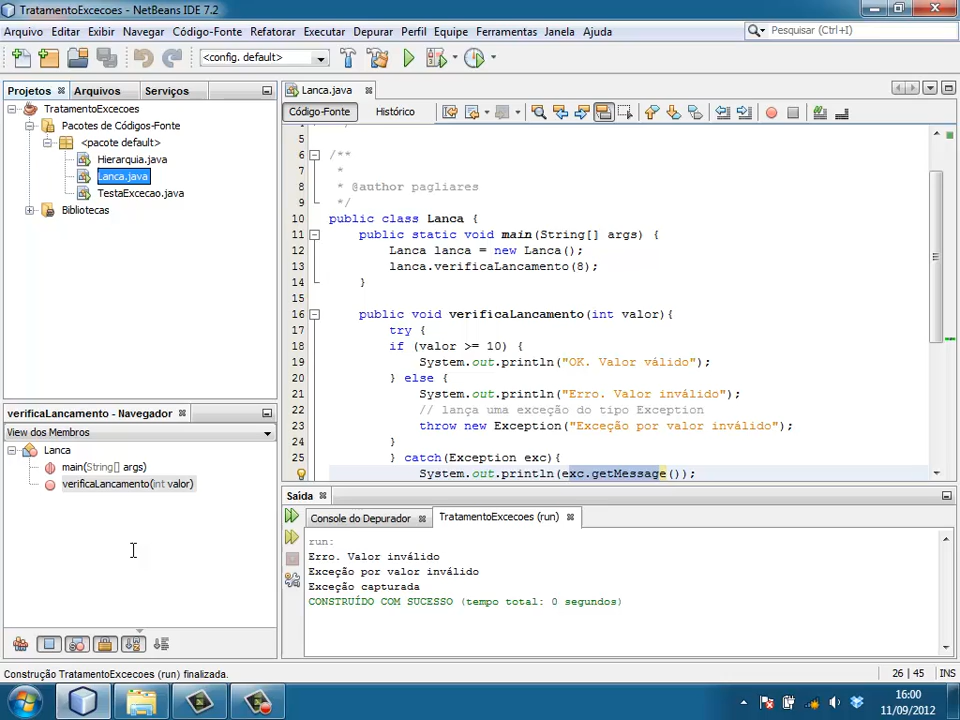 TratamentoExcecoes - NetBeans IDE 7.2
Arquivo Editar Exibir Navegar Código-Fonte Refatorar Executar Depurar Perfil Equipe Ferramentas Janela Ajuda
Pesquisar (Ctrl+I)
<config. default>
Projetos Arquivos Serviços
TratamentoExcecoes
Pacotes de Códigos-Fonte
<pacote default>
Hierarquia.java
Lanca.java
TestaExcecao.java
Bibliotecas
verificaLancamento - Navegador
View dos Membros
Lanca
main(String[] args)
verificaLancamento(int valor)
Lanca.java
Código-Fonte Histórico
5
6 /**
7 *
8 * @author pagliares
9 */
10 public class Lanca {
11 public static void main(String[] args) {
12 Lanca lanca = new Lanca();
13 lanca.verificaLancamento(8);
14 }
15
16 public void verificaLancamento(int valor){
17 try {
18 if (valor >= 10) {
19 System.out.println("OK. Valor válido");
20 } else {
21 System.out.println("Erro. Valor inválido");
22 // lança uma exceção do tipo Exception
23 throw new Exception("Exceção por valor inválido");
24 }
25 } catch(Exception exc){
System.out.println(exc.getMessage());
Saída
Console do Depurador TratamentoExcecoes (run)
run:
Erro. Valor inválido
Exceção por valor inválido
Exceção capturada
CONSTRUÍDO COM SUCESSO (tempo total: 0 segundos)
Construção TratamentoExcecoes (run) finalizada.
26 | 45 INS
16:00
11/09/2012